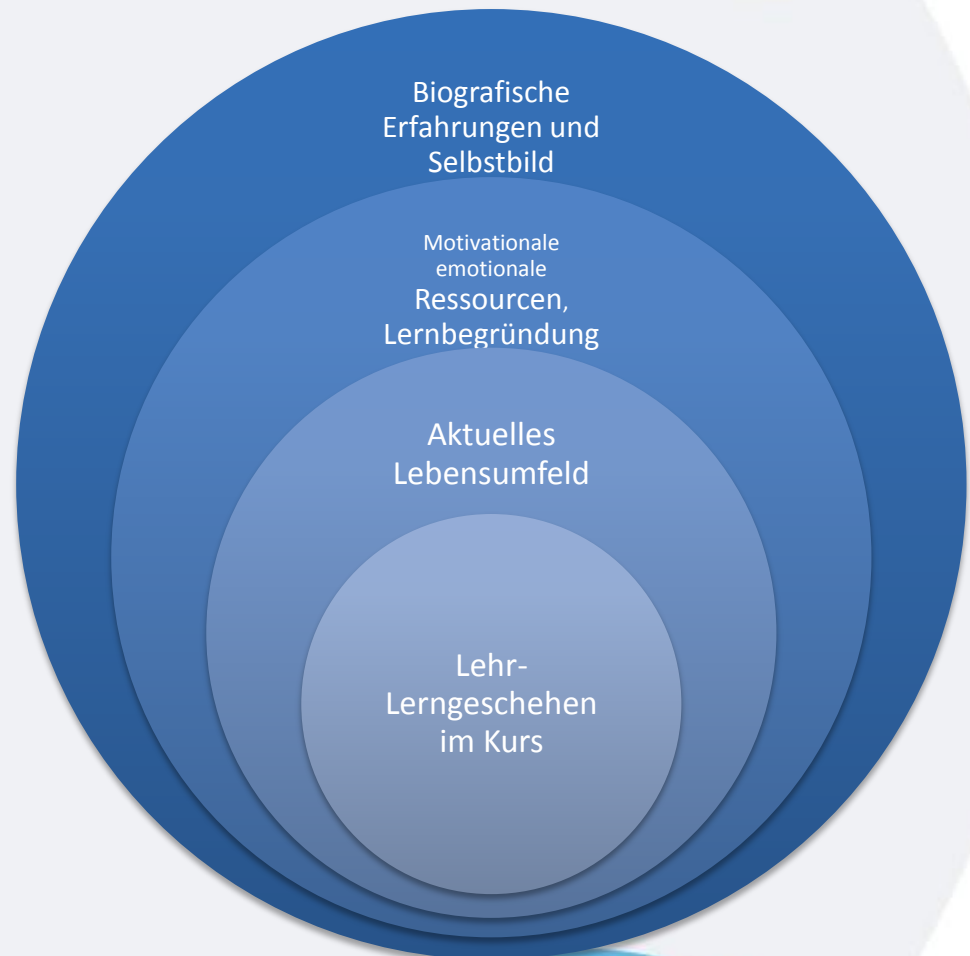 Biografische
Erfahrungen und
Selbstbild
Motivationale
emotionale
Ressourcen,
Lernbegründung
Aktuelles
Lebensumfeld
Lehr-
Lerngeschehen
im Kurs